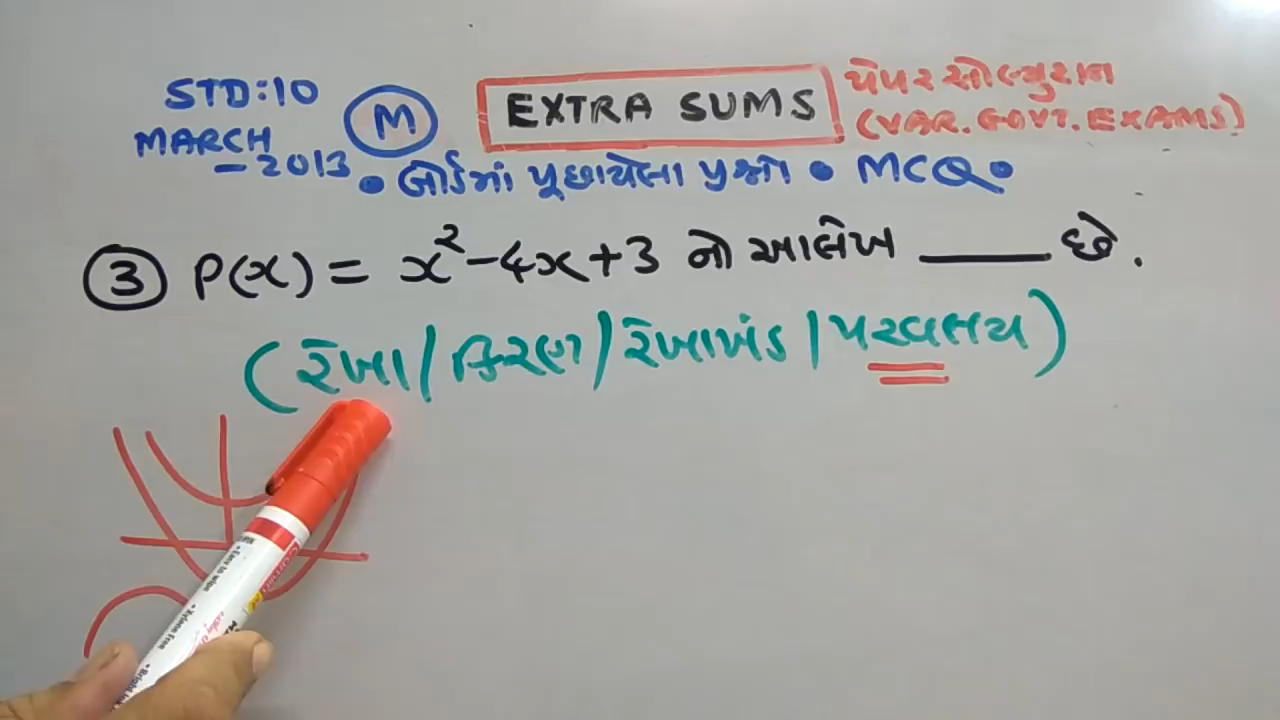 STD:10
MARCH
-2013
M
EXTRA SUMS
પેપર સોલ્યુશન
(VAR. GOVT. EXAMS)
• બોર્ડમાં પૂછાયેલા પ્રશ્નો • MCQ •
③ P(x) = x² - 4x + 3 નો આલેખ ______ છે .
(રેખા / કિરણ / રેખાખંડ / પરવલય)